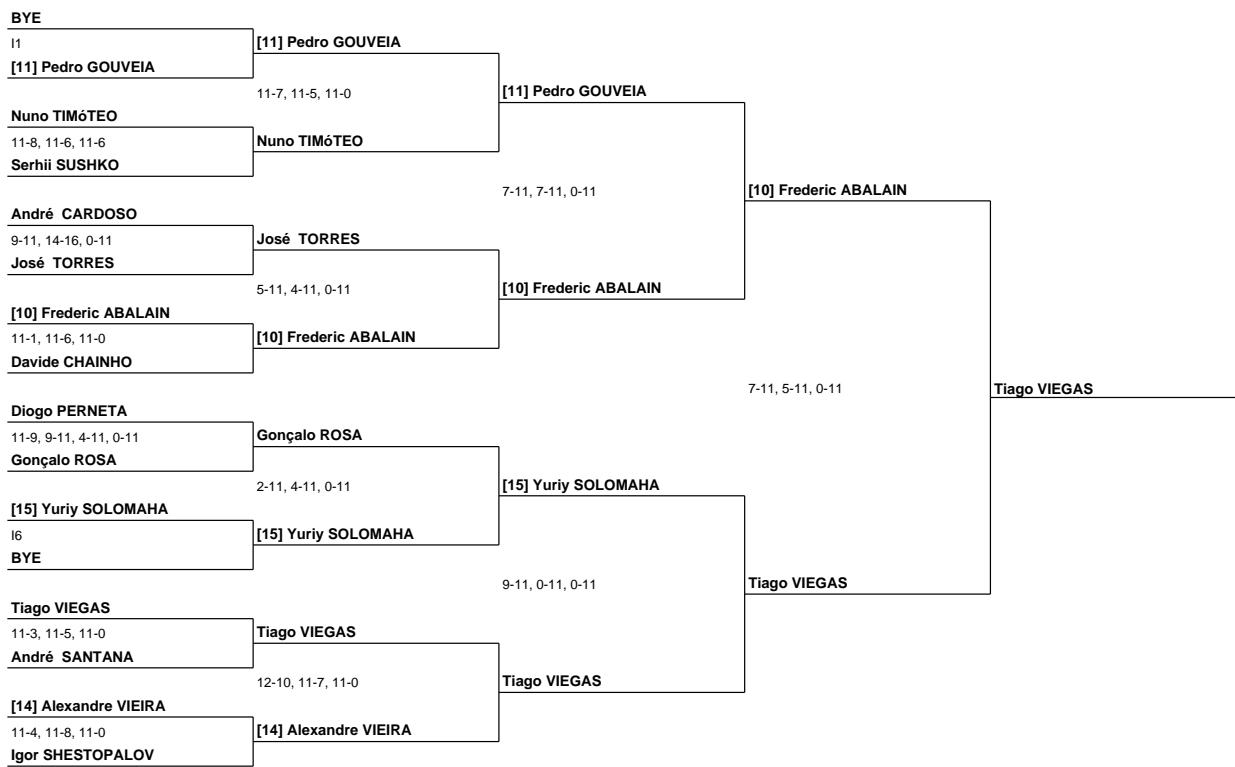 BYE
I1
[11] Pedro GOUVEIA
[11] Pedro GOUVEIA
11-7, 11-5, 11-0
[11] Pedro GOUVEIA
Nuno TIMóTEO
11-8, 11-6, 11-6
Nuno TIMóTEO
Serhii SUSHKO
7-11, 7-11, 0-11
[10] Frederic ABALAIN
André CARDOSO
9-11, 14-16, 0-11
José TORRES
José TORRES
5-11, 4-11, 0-11
[10] Frederic ABALAIN
[10] Frederic ABALAIN
11-1, 11-6, 11-0
[10] Frederic ABALAIN
Davide CHAINHO
7-11, 5-11, 0-11
Tiago VIEGAS
Diogo PERNETA
11-9, 9-11, 4-11, 0-11
Gonçalo ROSA
Gonçalo ROSA
2-11, 4-11, 0-11
[15] Yuriy SOLOMAHA
[15] Yuriy SOLOMAHA
I6
[15] Yuriy SOLOMAHA
BYE
9-11, 0-11, 0-11
Tiago VIEGAS
Tiago VIEGAS
11-3, 11-5, 11-0
Tiago VIEGAS
André SANTANA
12-10, 11-7, 11-0
Tiago VIEGAS
[14] Alexandre VIEIRA
11-4, 11-8, 11-0
[14] Alexandre VIEIRA
Igor SHESTOPALOV